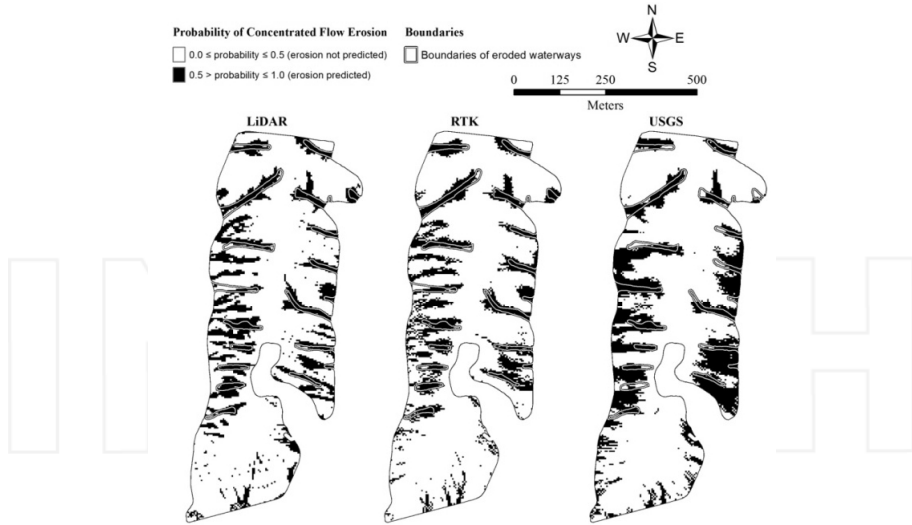 Probability of Concentrated Flow Erosion
0.0 ≤ probability ≤ 0.5 (erosion not predicted)
0.5 > probability ≤ 1.0 (erosion predicted)
Boundaries
Boundaries of eroded waterways
N
W E
S
0 125 250 500
Meters
LiDAR RTK USGS